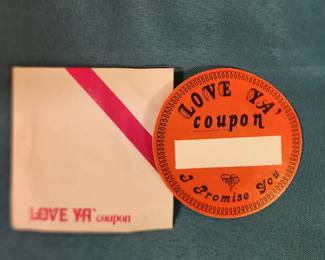 LOVE YA' coupon
LOVE YA'
coupon
I Promise You